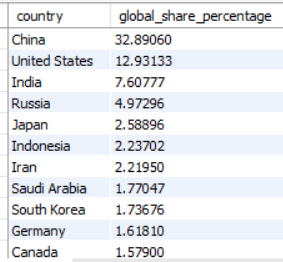 country global_share_percentage
China 32.89060
United States 12.93133
India 7.60777
Russia 4.97296
Japan 2.58896
Indonesia 2.23702
Iran 2.21950
Saudi Arabia 1.77047
South Korea 1.73676
Germany 1.61810
Canada 1.57900